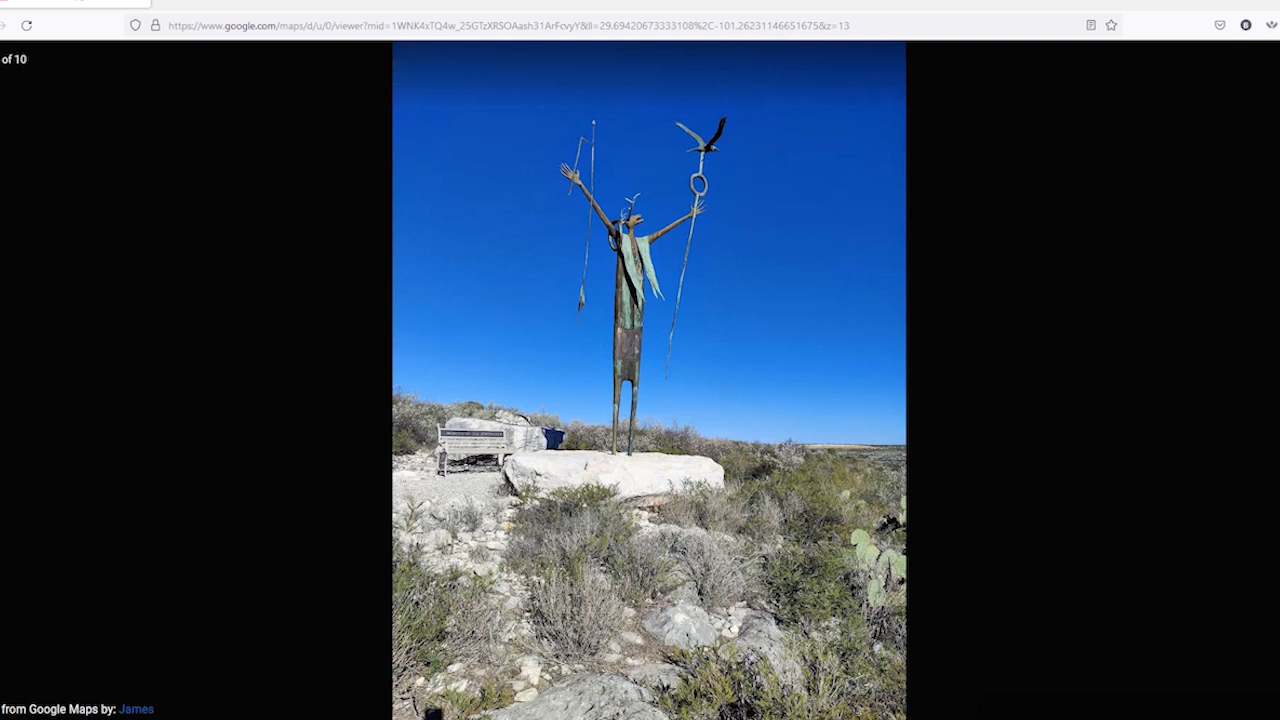 https://www.google.com/maps/d/u/0/viewer?mid=1WNK4xTQ4w_25GTzXRSOAash31ArFcvyY&ll=29.69420673333108%2C-101.26231146651675&z=13
of 10
from Google Maps by: James